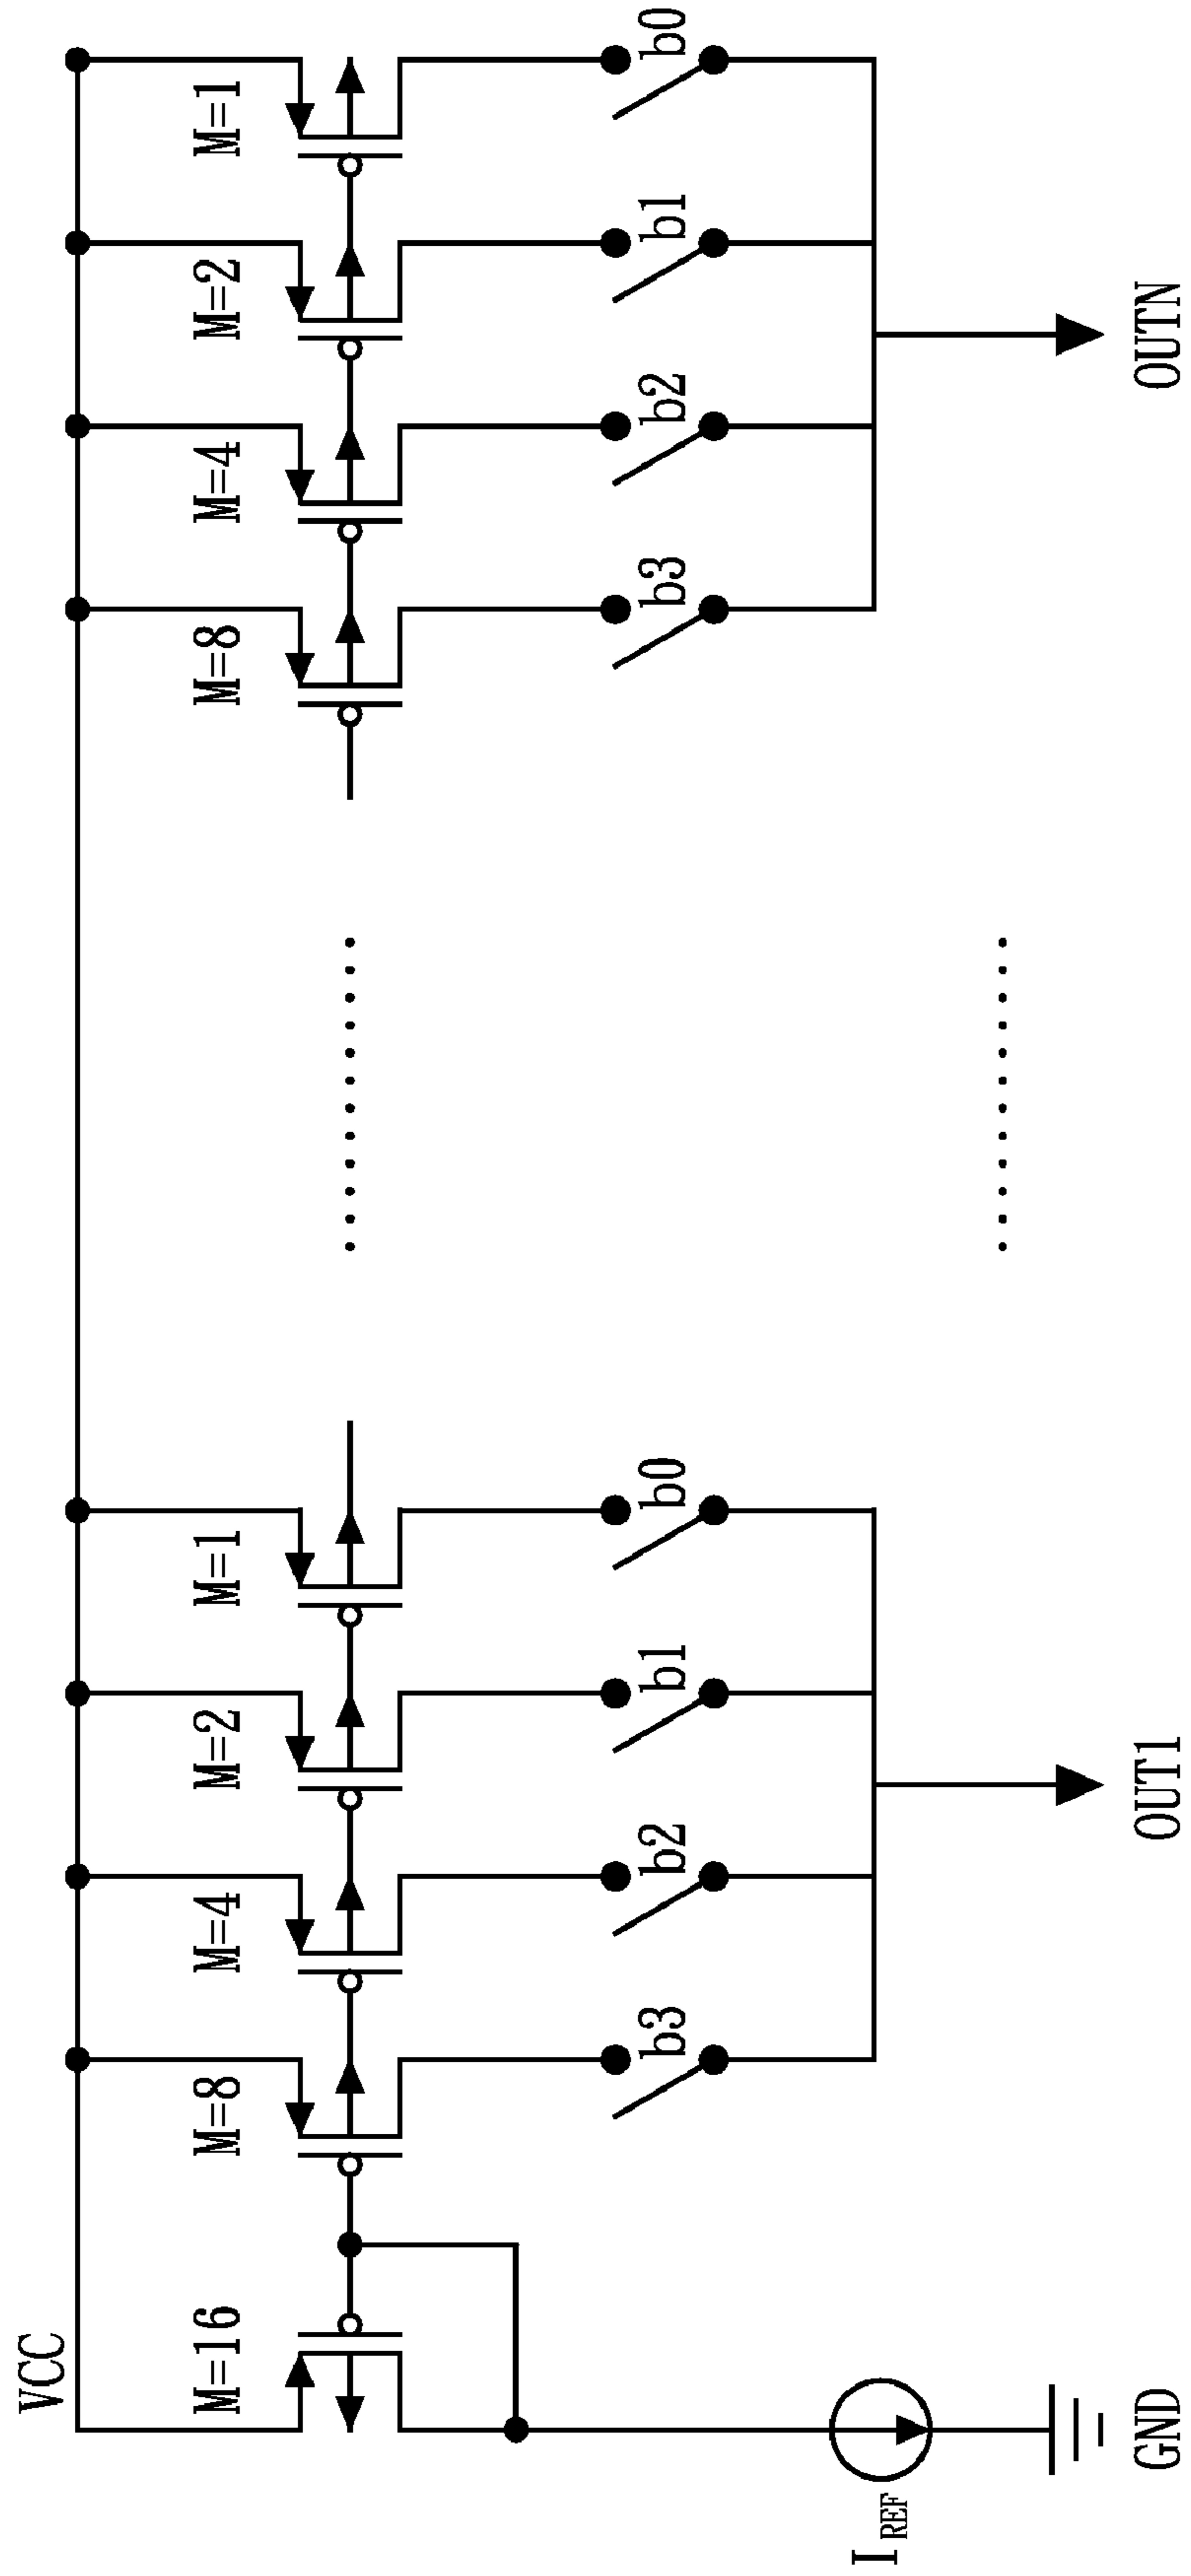 VCC
M=16
M=8
M=4
M=2
M=1
M=8
M=4
M=2
M=1
b3
b2
b1
b0
b3
b2
b1
b0
I REF
GND
OUT1
OUTN